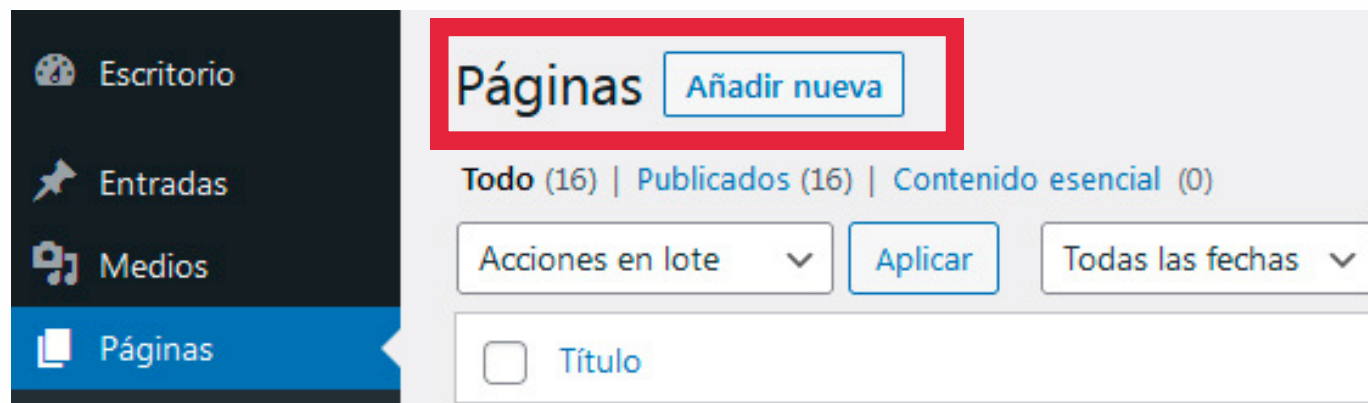 Escritorio
Entradas
Medios
Páginas
Páginas Añadir nueva
Todo (16) | Publicados (16) | Contenido esencial (0)
Acciones en lote Aplicar Todas las fechas
Título